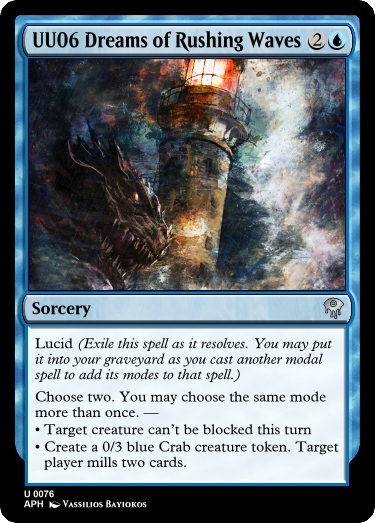 UU06 Dreams of Rushing Waves 2
Sorcery
Lucid (Exile this spell as it resolves. You may put
it into your graveyard as you cast another modal
spell to add its modes to that spell.)
Choose two. You may choose the same mode
more than once. —
• Target creature can't be blocked this turn
• Create a 0/3 blue Crab creature token. Target
player mills two cards.
U 0076
APH Vassilios Bayiokos